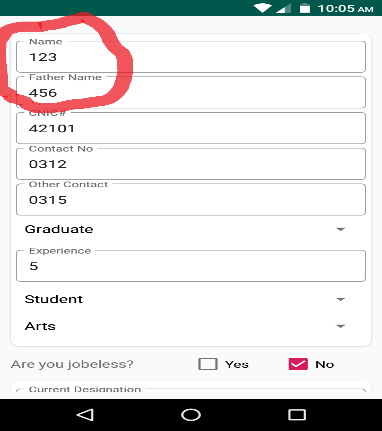 10:05 AM
Name
123
Father Name
456
CNIC#
42101
Contact No
0312
Other Contact
0315
Graduate
Experience
5
Student
Arts
Are you jobless? Yes No
Current Designation